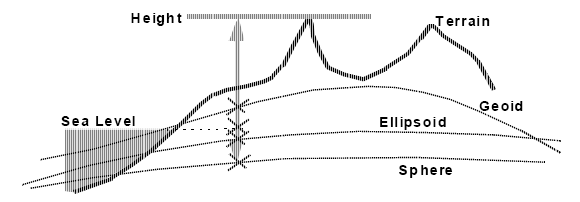 Height
Terrain
Sea Level
Geoid
Ellipsoid
Sphere